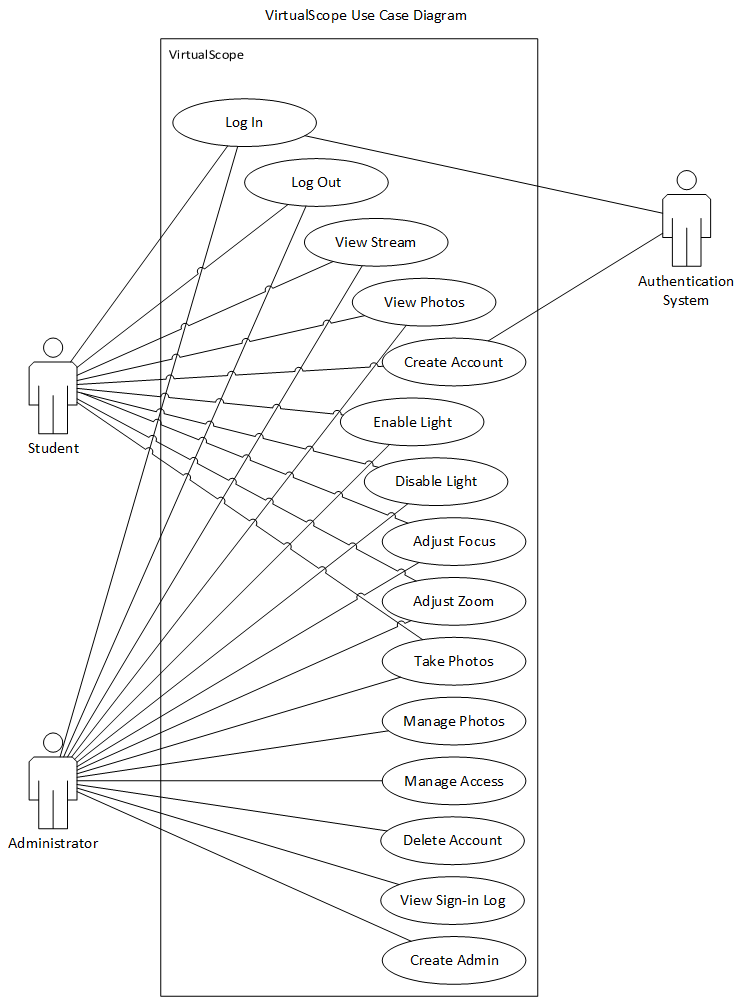 VirtualScope Use Case Diagram
VirtualScope
Log In
Log Out
View Stream
View Photos
Authentication
System
Create Account
Enable Light
Student
Disable Light
Adjust Focus
Adjust Zoom
Take Photos
Manage Photos
Manage Access
Administrator
Delete Account
View Sign-in Log
Create Admin